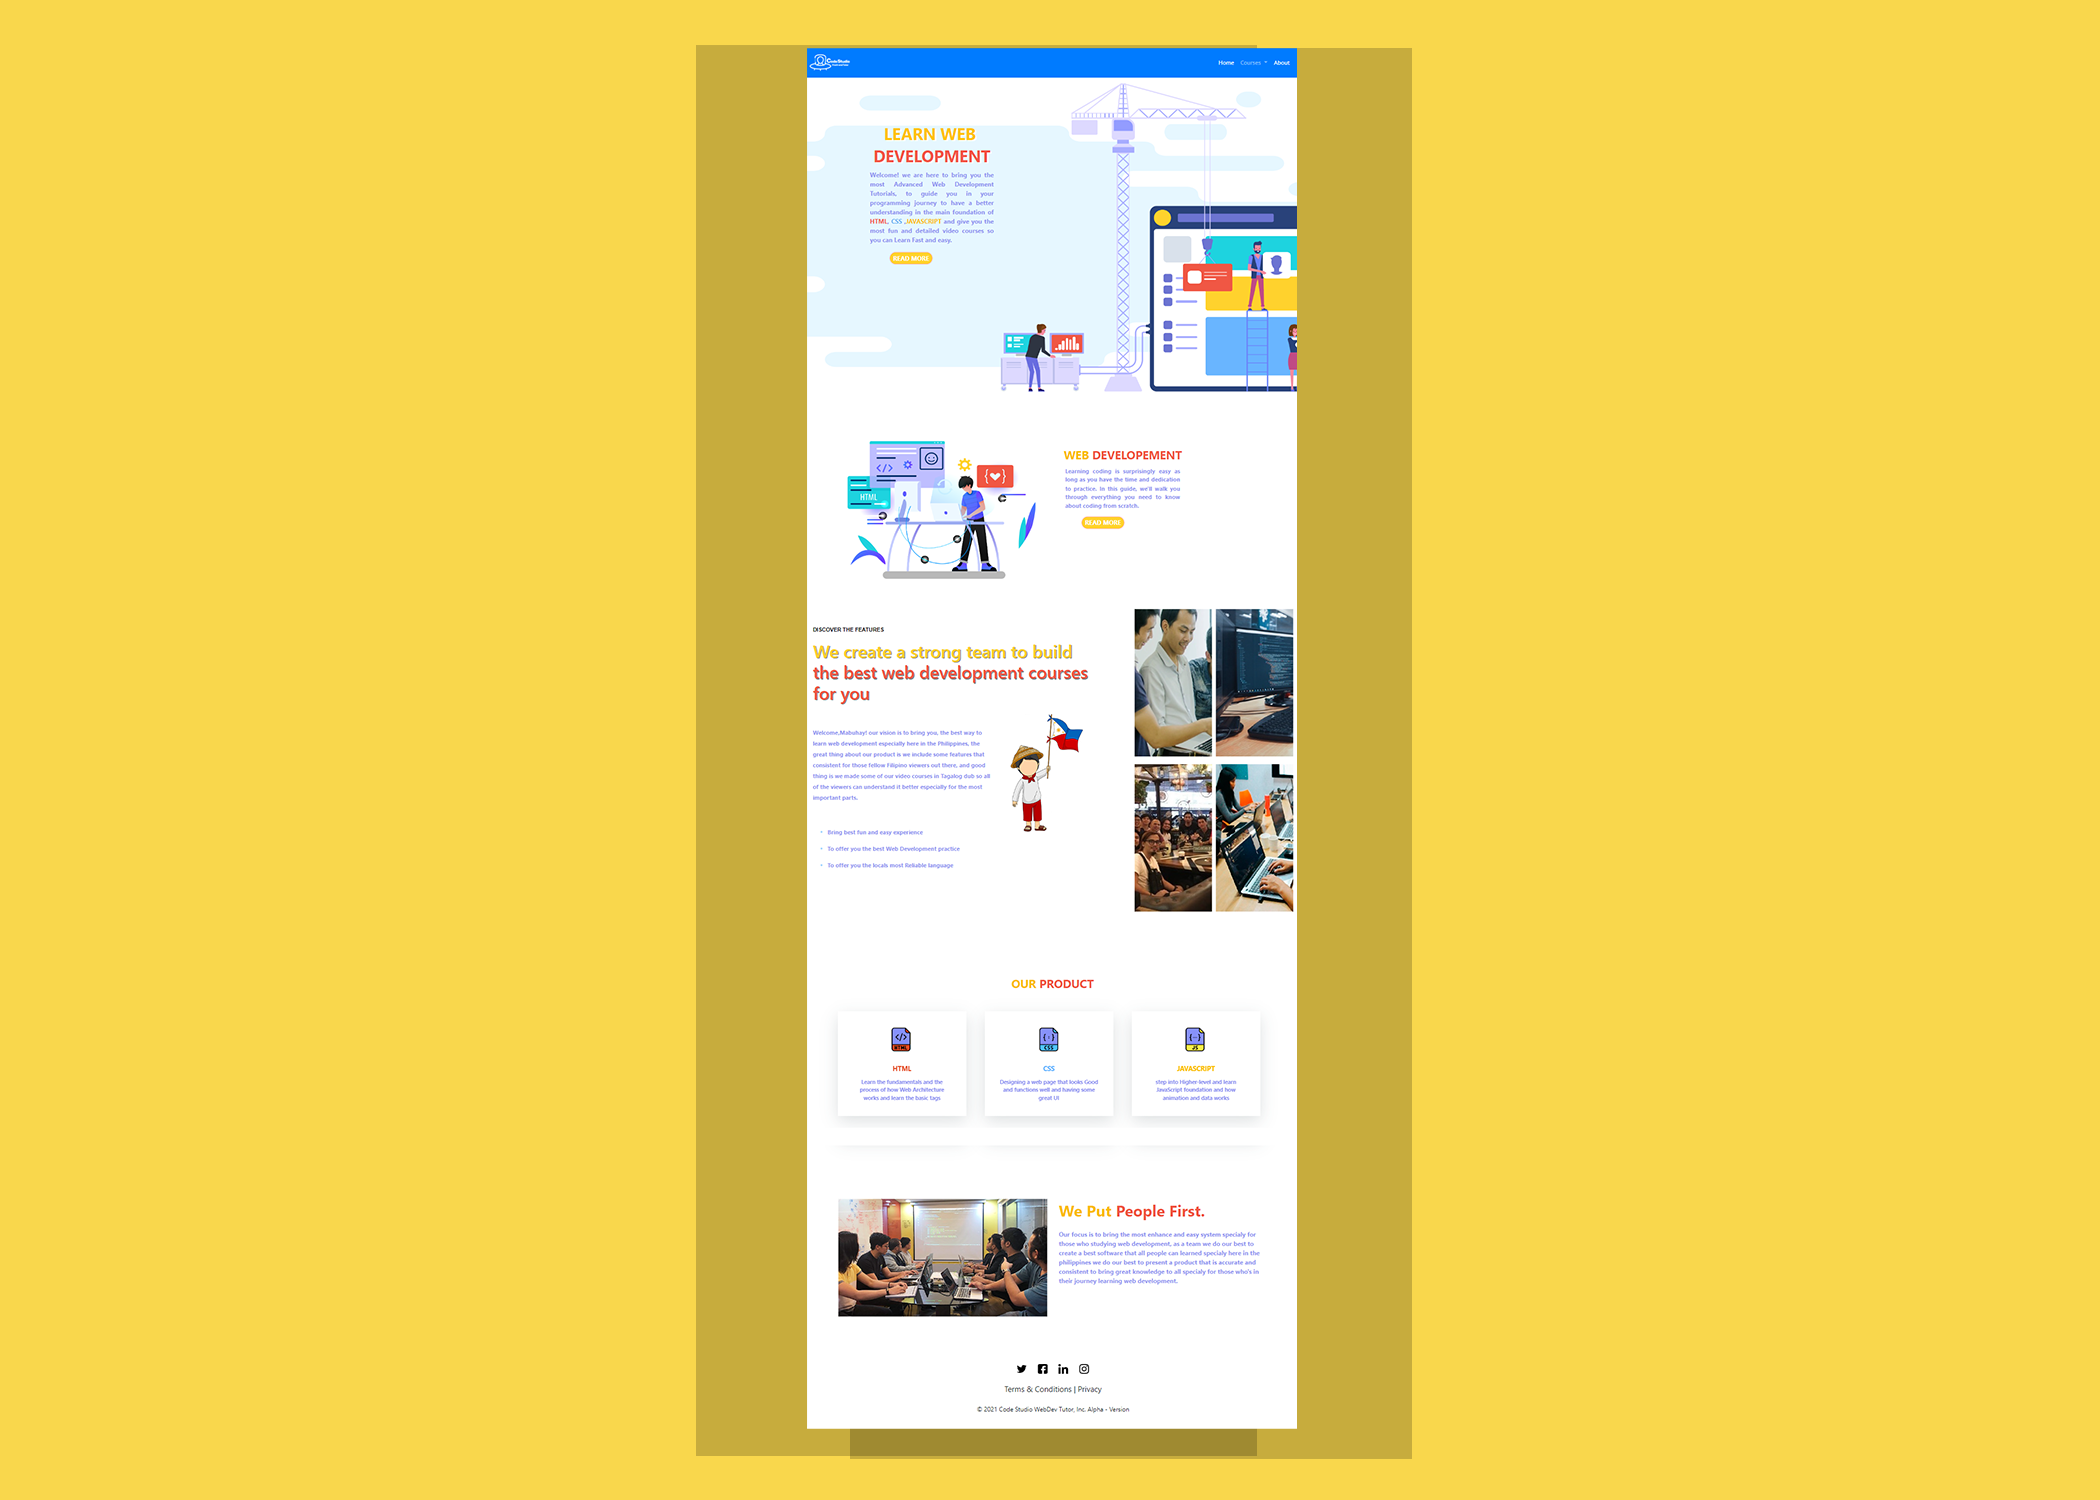 CodeStudio
Home Courses About
LEARN WEB
DEVELOPMENT
Welcome! we are here to bring you the
most Advanced Web Development
Tutorials, to guide you in your
programming journey to have a better
understanding in the main foundation of
HTML, CSS ,JAVASCRIPT and give you the
most fun and detailed video courses so
you can Learn Fast and easy.
READ MORE
HTML
WEB DEVELOPEMENT
Learning coding is surprisingly easy as
long as you have the time and dedication
to practice. In this guide, we'll walk you
through everything you need to know
about coding from scratch.
READ MORE
DISCOVER THE FEATURES
We create a strong team to build
the best web development courses
for you
Welcome,Mabuhay! our vision is to bring you, the best way to
learn web development especially here in the Philippines, the
great thing about our product is we include some features that
consistent for those fellow Filipino viewers out there, and good
thing is we made some of our video courses in Tagalog dub so all
of the viewers can understand it better especially for the most
important parts.
Bring best fun and easy experience
To offer you the best Web Development practice
To offer you the locals most Reliable language
OUR PRODUCT
HTML
HTML
Learn the fundamentals and the
process of how Web Architecture
works and learn the basic tags
CSS
CSS
Designing a web page that looks Good
and functions well and having some
great UI
JS
JAVASCRIPT
step into Higher-level and learn
JavaScript foundation and how
animation and data works
We Put People First.
Our focus is to bring the most enhance and easy system specialy for
those who studying web development, as a team we do our best to
create a best software that all people can learned specialy here in the
philippines we do our best to present a product that is accurate and
consistent to bring great knowledge to all specialy for those who's in
their journey learning web development.
Terms & Conditions | Privacy
© 2021 Code Studio WebDev Tutor, Inc. Alpha - Version